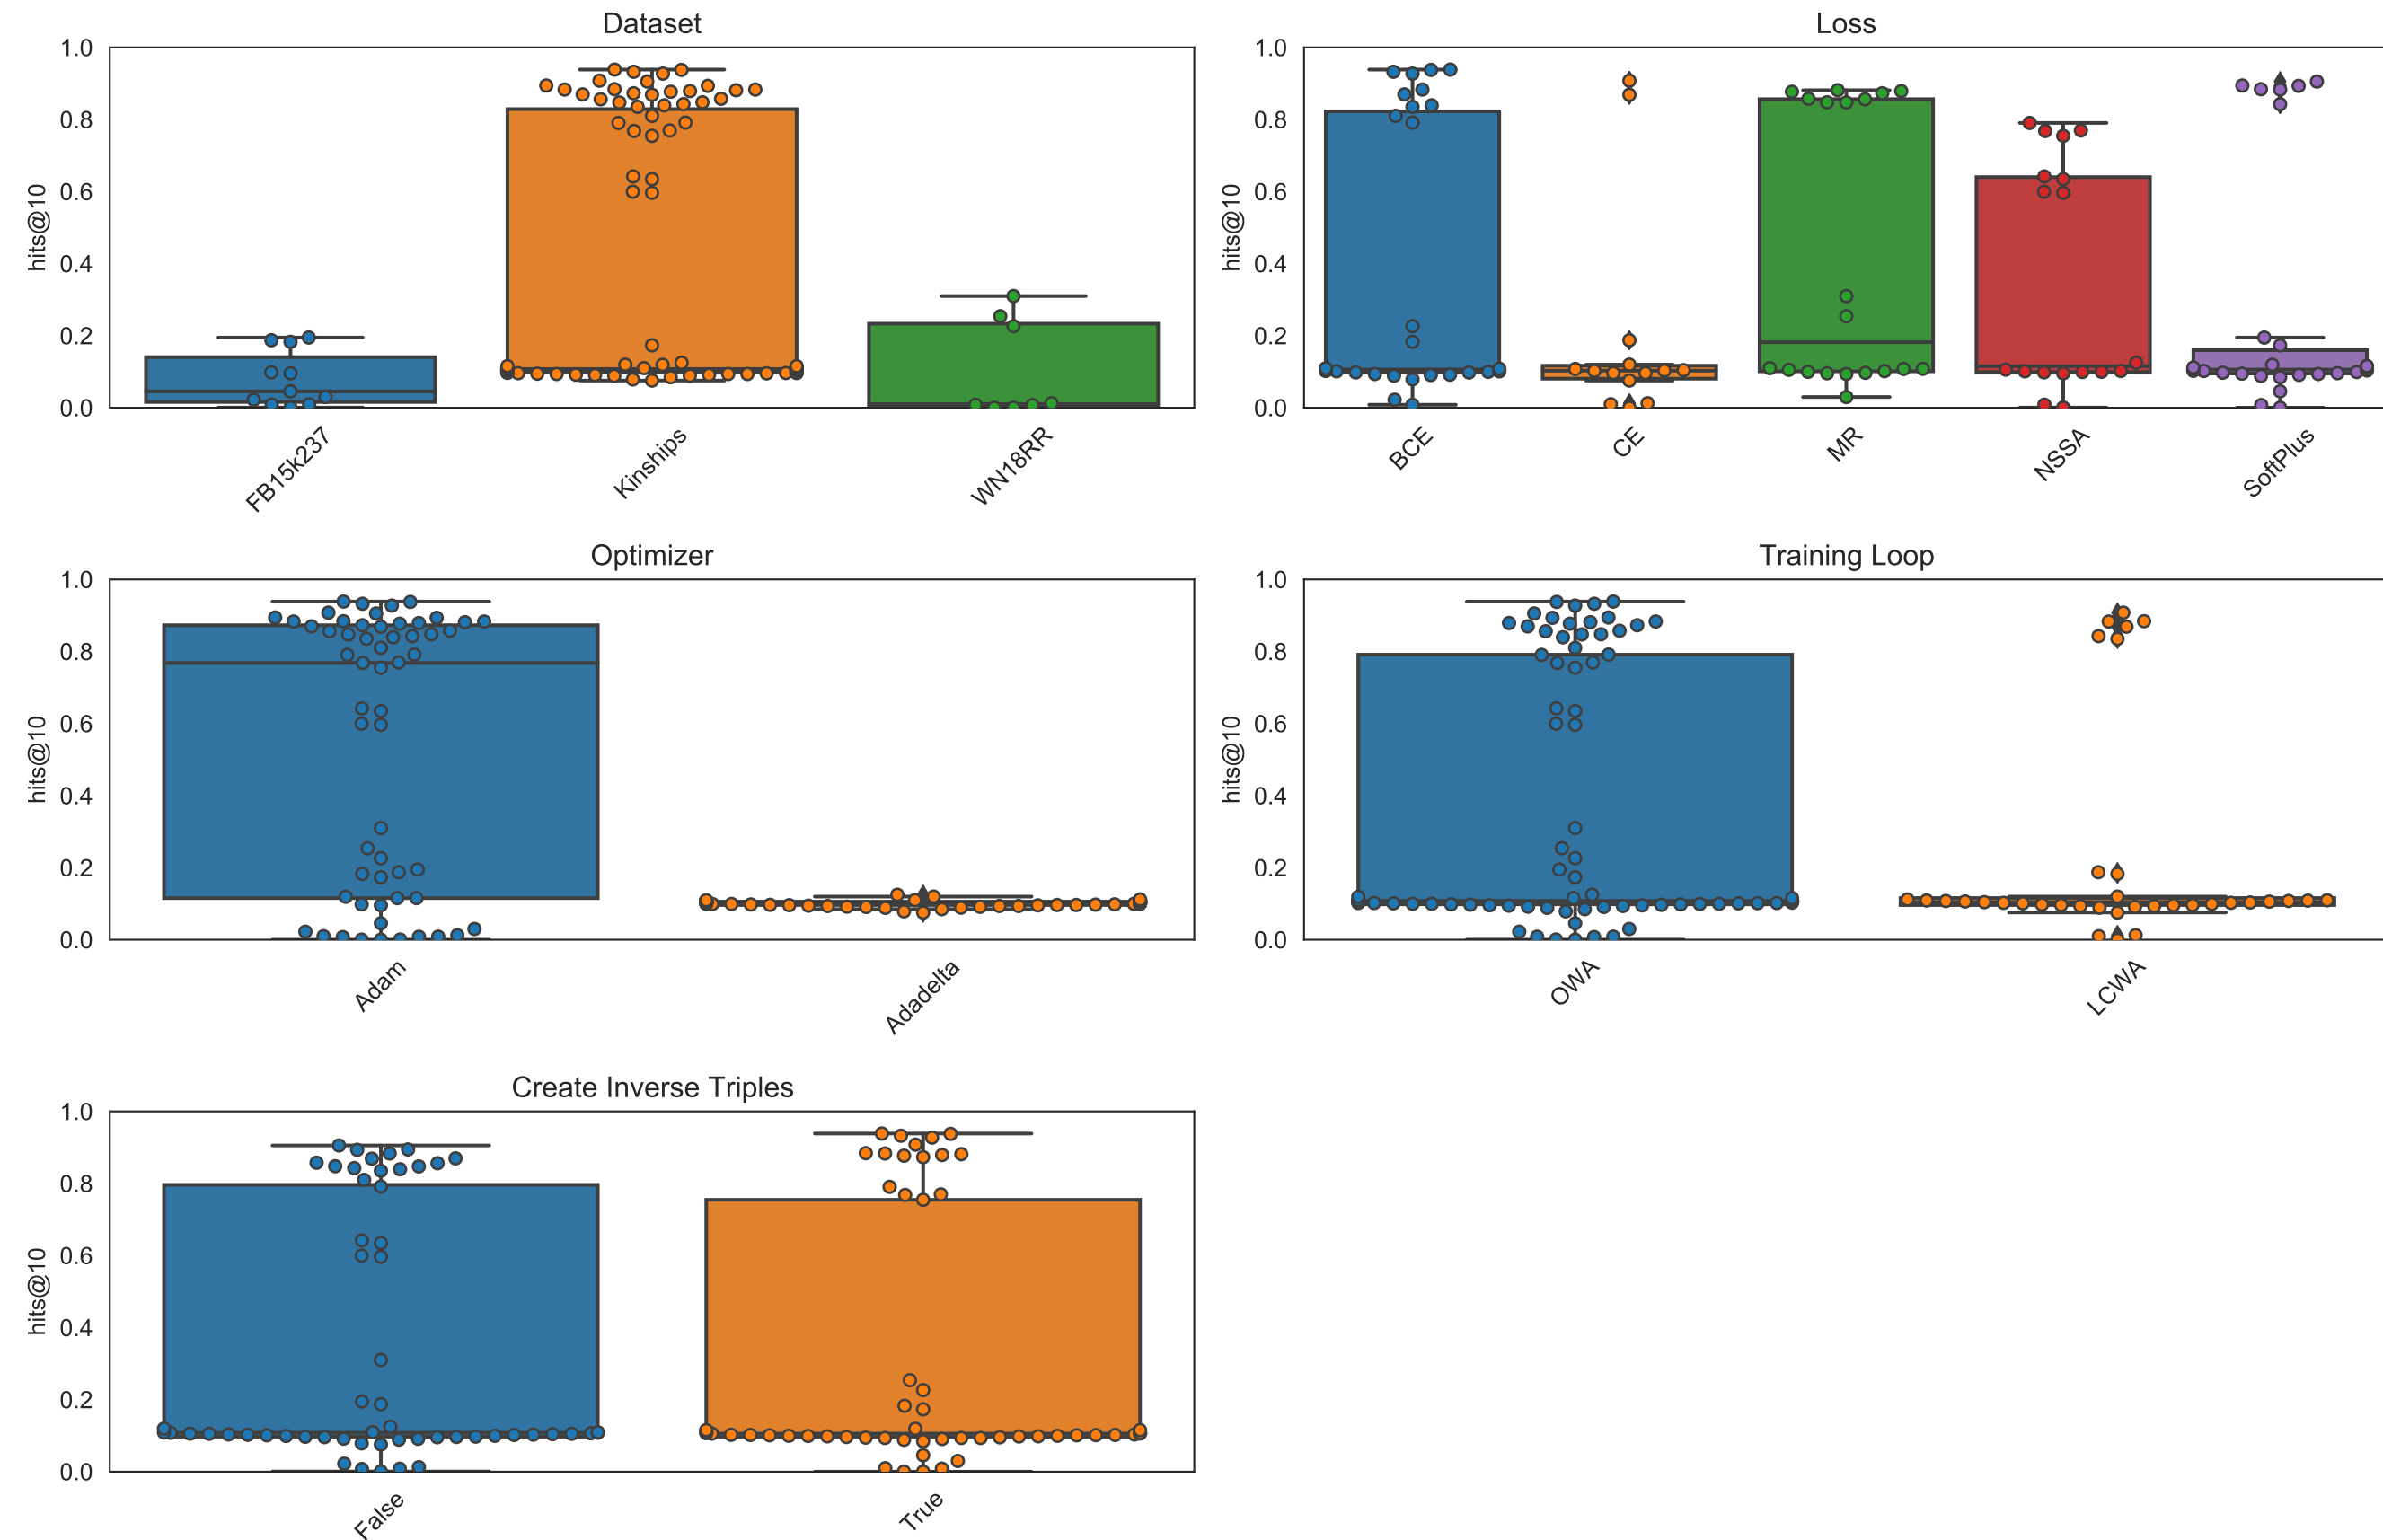 Dataset
1.0
0.8
0.6
0.4
0.2
0.0
hits@10
FB15k237
Kinships
WN18RR
Loss
1.0
0.8
0.6
0.4
0.2
0.0
hits@10
BCE
CE
MR
NSSA
SoftPlus
Optimizer
1.0
0.8
0.6
0.4
0.2
0.0
hits@10
Adam
Adadelta
Training Loop
1.0
0.8
0.6
0.4
0.2
0.0
hits@10
OWA
LCWA
Create Inverse Triples
1.0
0.8
0.6
0.4
0.2
0.0
hits@10
False
True